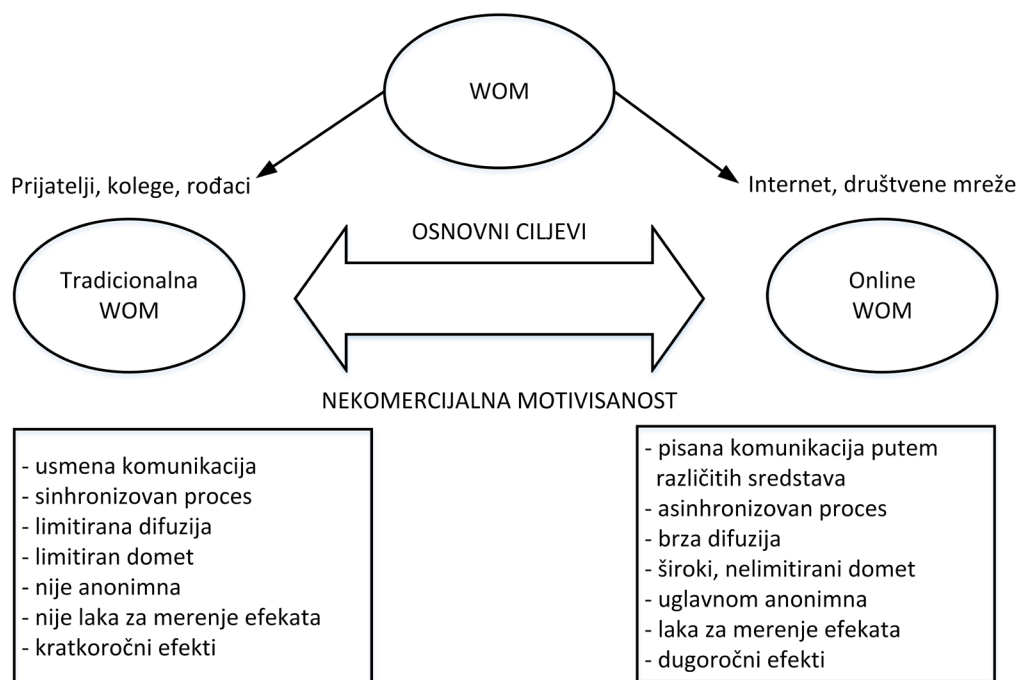 WOM
Prijatelji, kolege, rođaci
Internet, društvene mreže
OSNOVNI CILJEVI
Tradicionalna
WOM
Online
WOM
NEKOMERCIJALNA MOTIVISANOST
- usmena komunikacija
- sinhronizovan proces
- limitirana difuzija
- limitiran domet
- nije anonimna
- nije laka za merenje efekata
- kratkoročni efekti
- pisana komunikacija putem
različitih sredstava
- asinhronizovan proces
- brza difuzija
- široki, nelimitirani domet
- uglavnom anonimna
- laka za merenje efekata
- dugoročni efekti